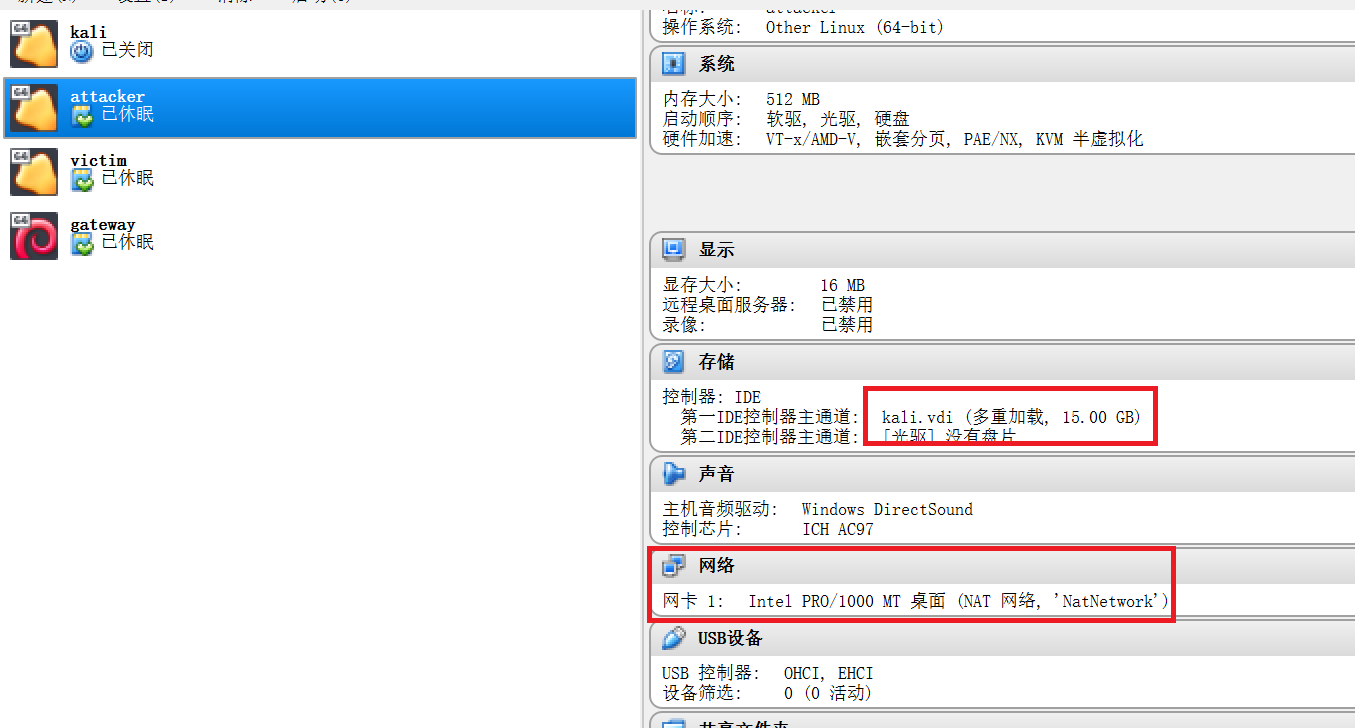 kali
已关闭
attacker
已休眠
victim
已休眠
gateway
已休眠
操作系统: Other Linux (64-bit)
系统
内存大小: 512 MB
启动顺序: 软驱, 光驱, 硬盘
硬件加速: VT-x/AMD-V, 嵌套分页, PAE/NX, KVM 半虚拟化
显示
显存大小: 16 MB
远程桌面服务器: 已禁用
录像: 已禁用
存储
控制器: IDE
第一IDE控制器主通道: kali.vdi (多重加载, 15.00 GB)
第二IDE控制器主通道: [光驱] 没有盘片
声音
主机音频驱动: Windows DirectSound
控制芯片: ICH AC97
网络
网卡 1: Intel PRO/1000 MT 桌面 (NAT 网络, 'NatNetwork')
USB设备
USB 控制器: OHCI, EHCI
设备筛选: 0 (0 活动)
共享文件夹